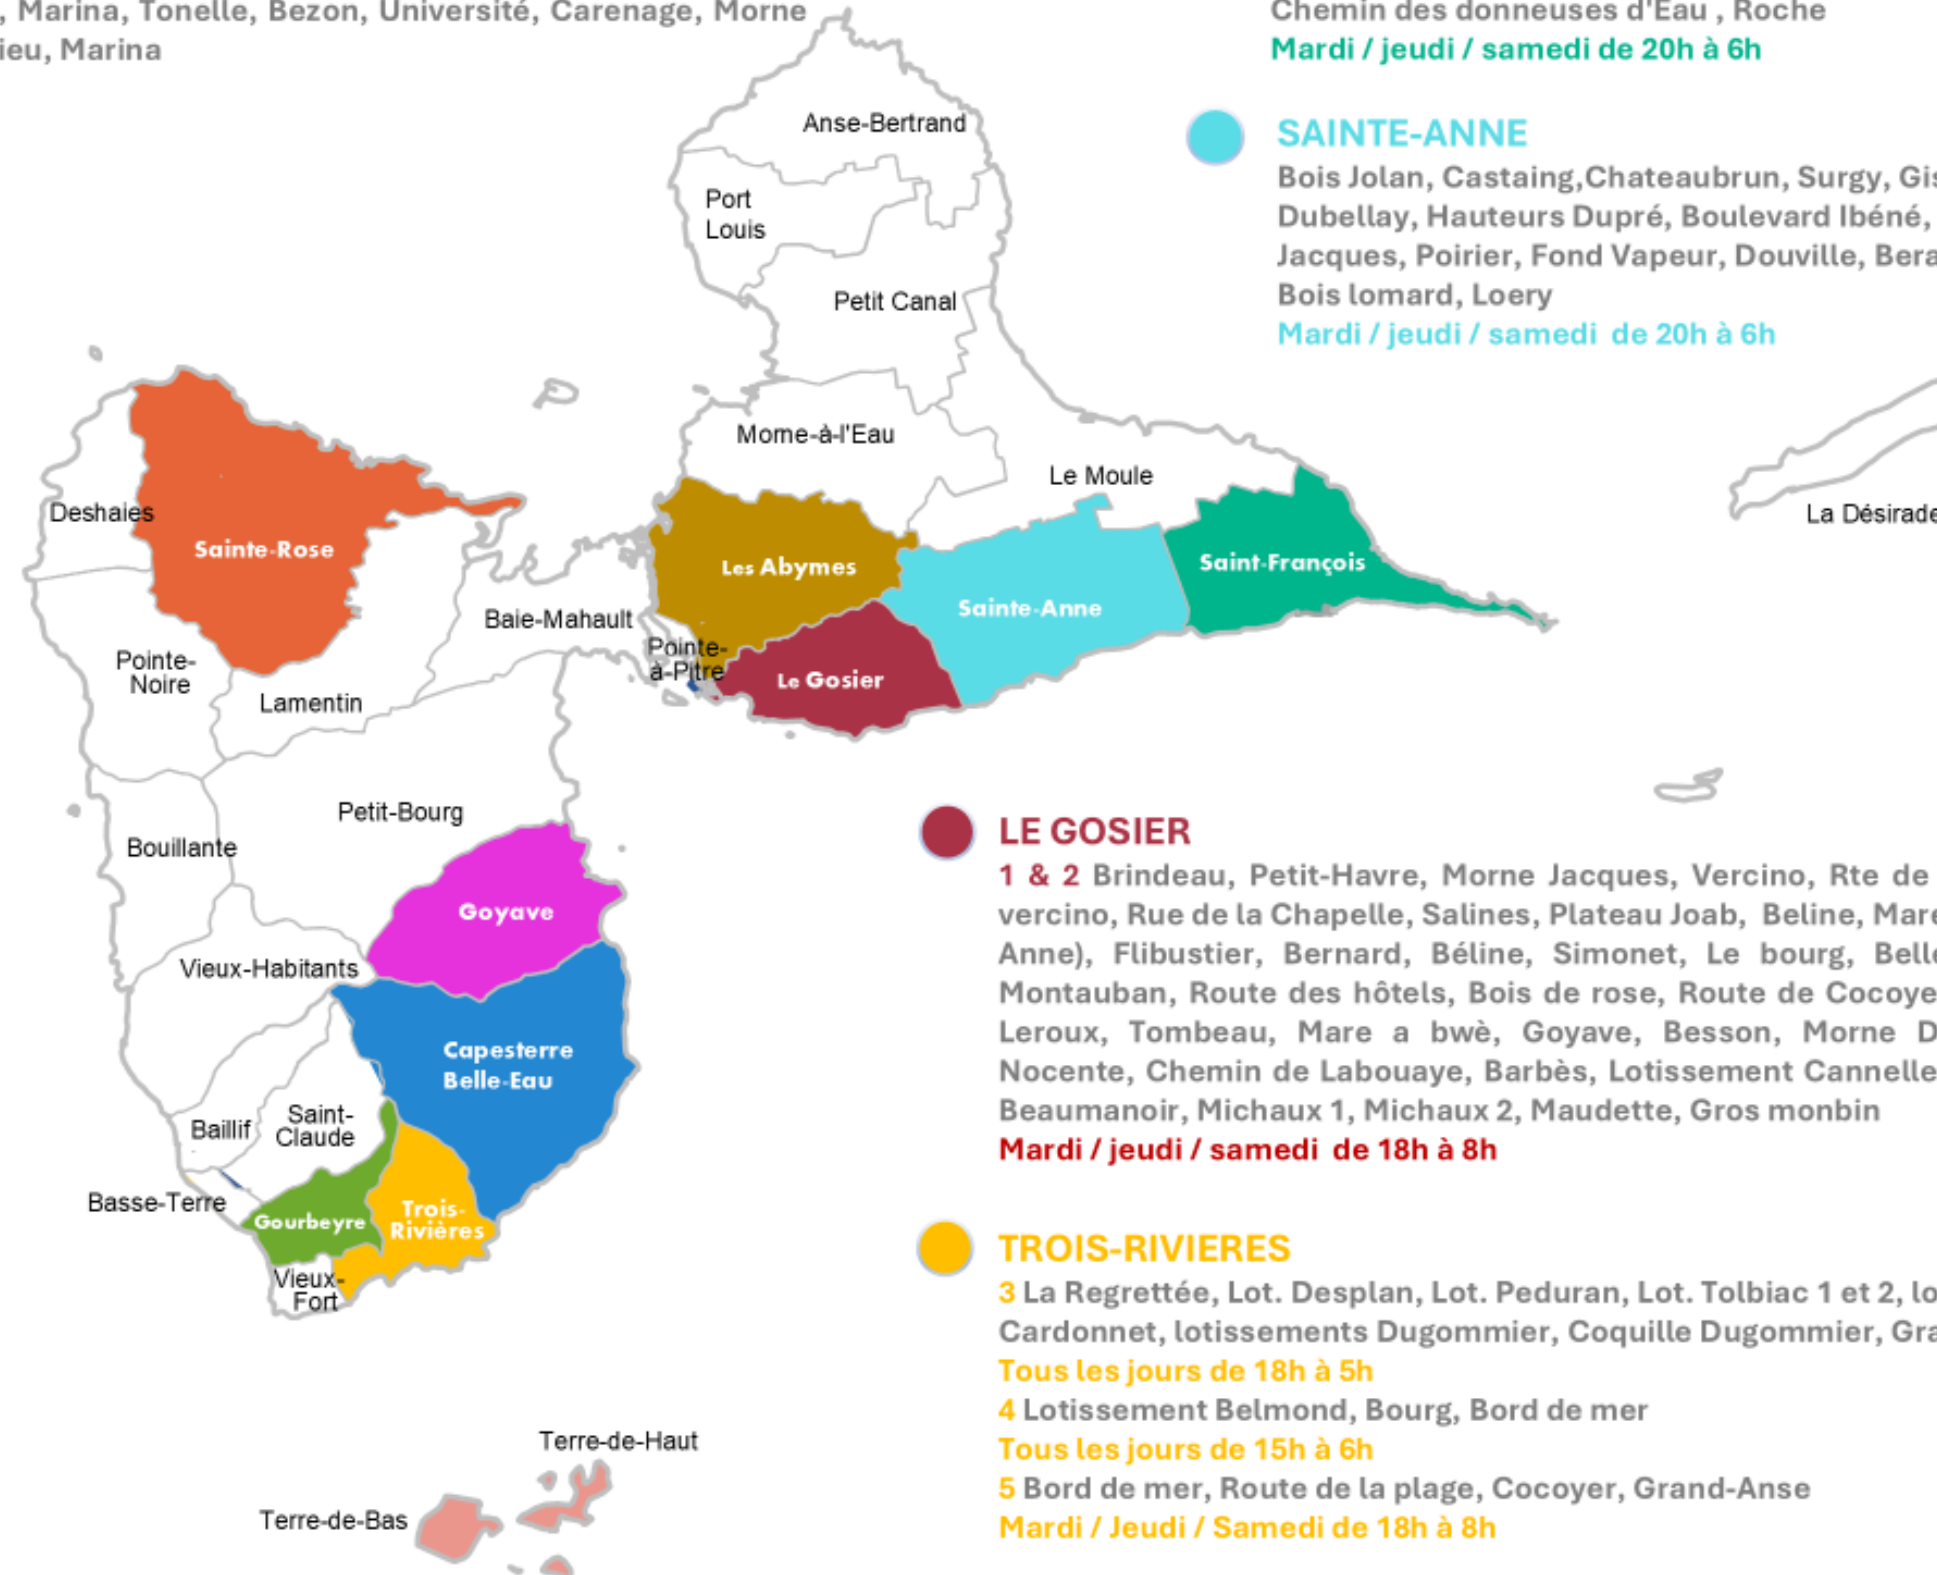 , Marina, Tonelle, Bezon, Université, Carenage, Morne
ieu, Marina
Chemin des donneuses d'Eau , Roche
Mardi / jeudi / samedi de 20h à 6h
SAINTE-ANNE
Bois Jolan, Castaing,Chateaubrun, Surgy, Gis
Dubellay, Hauteurs Dupré, Boulevard Ibéné,
Jacques, Poirier, Fond Vapeur, Douville, Bera
Bois lomard, Loery
Mardi / jeudi / samedi de 20h à 6h
Anse-Bertrand
Port
Louis
Petit Canal
Morne-à-l'Eau
Le Moule
Deshaies
Sainte-Rose
Les Abymes
Saint-François
La Désirade
Sainte-Anne
Baie-Mahault
Pointe-
à-Pitre
Le Gosier
Pointe-
Noire
Lamentin
Petit-Bourg
Bouillante
Goyave
Vieux-Habitants
Capesterre
Belle-Eau
Baillif
Saint-
Claude
Basse-Terre
Gourbeyre
Trois-
Rivières
Vieux-
Fort
Terre-de-Haut
Terre-de-Bas
LE GOSIER
1 & 2 Brindeau, Petit-Havre, Morne Jacques, Vercino, Rte de
vercino, Rue de la Chapelle, Salines, Plateau Joab, Beline, Mare
Anne), Flibustier, Bernard, Béline, Simonet, Le bourg, Belle
Montauban, Route des hôtels, Bois de rose, Route de Cocoye
Leroux, Tombeau, Mare a bwè, Goyave, Besson, Morne D
Nocente, Chemin de Labouaye, Barbès, Lotissement Cannelle
Beaumanoir, Michaux 1, Michaux 2, Maudette, Gros monbin
Mardi / jeudi / samedi de 18h à 8h
TROIS-RIVIERES
3 La Regrettée, Lot. Desplan, Lot. Peduran, Lot. Tolbiac 1 et 2, lo
Cardonnet, lotissements Dugommier, Coquille Dugommier, Gra
Tous les jours de 18h à 5h
4 Lotissement Belmond, Bourg, Bord de mer
Tous les jours de 15h à 6h
5 Bord de mer, Route de la plage, Cocoyer, Grand-Anse
Mardi / Jeudi / Samedi de 18h à 8h